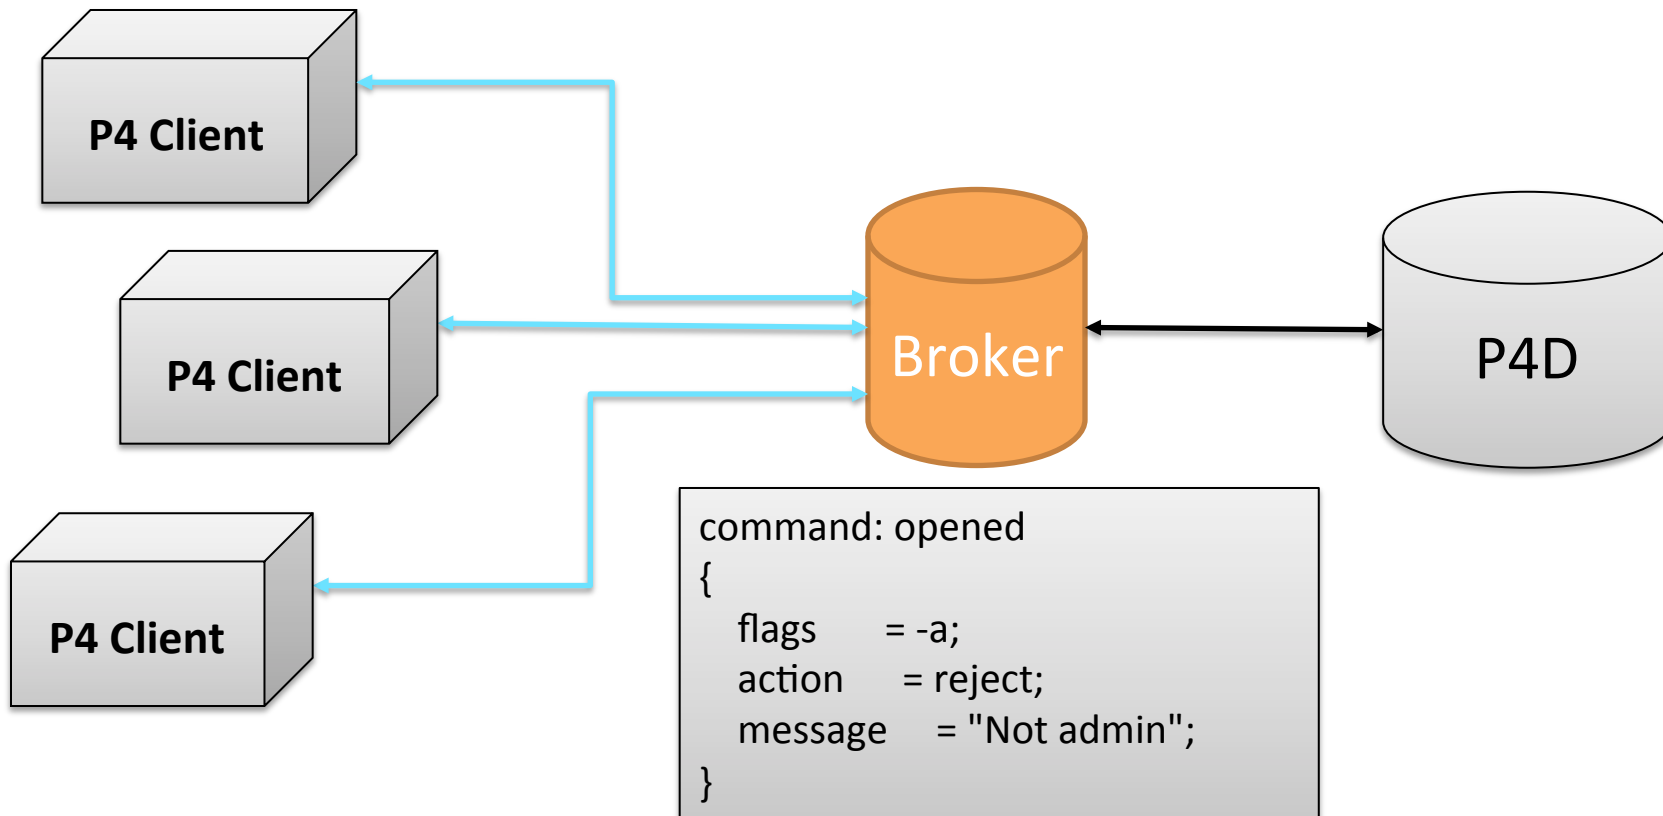 P4 Client
P4 Client
P4 Client
Broker
P4D
command: opened
{
flags = -a;
action = reject;
message = "Not admin";
}